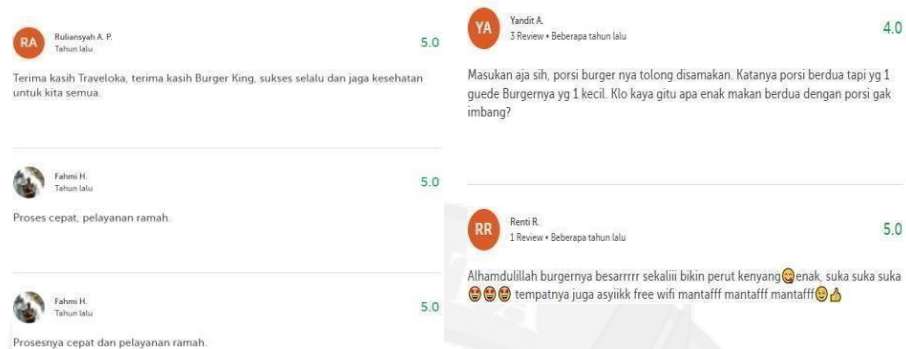 RA
Ruliansyah A. P.
Tahun lalu
5.0
Terima kasih Traveloka, terima kasih Burger King, sukses selalu dan jaga kesehatan
untuk kita semua.
Fahmi H.
Tahun lalu
5.0
Proses cepat, pelayanan ramah.
Fahmi H.
Tahun lalu
5.0
Prosesnya cepat dan pelayanan ramah.
YA
Yandit A.
3 Review • Beberapa tahun lalu
4.0
Masukan aja sih, porsi burger nya tolong disamakan. Katanya porsi berdua tapi yg 1
guede Burgernya yg 1 kecil. Klo kaya gitu apa enak makan berdua dengan porsi gak
imbang?
RR
Renti R.
1 Review • Beberapa tahun lalu
5.0
Alhamdulillah burgernya besarrrrr sekaliii bikin perut kenyang😋enak, suka suka suka
😍😍😍 tempatnya juga asyiikk free wifi mantafff mantafff mantafff😊👍